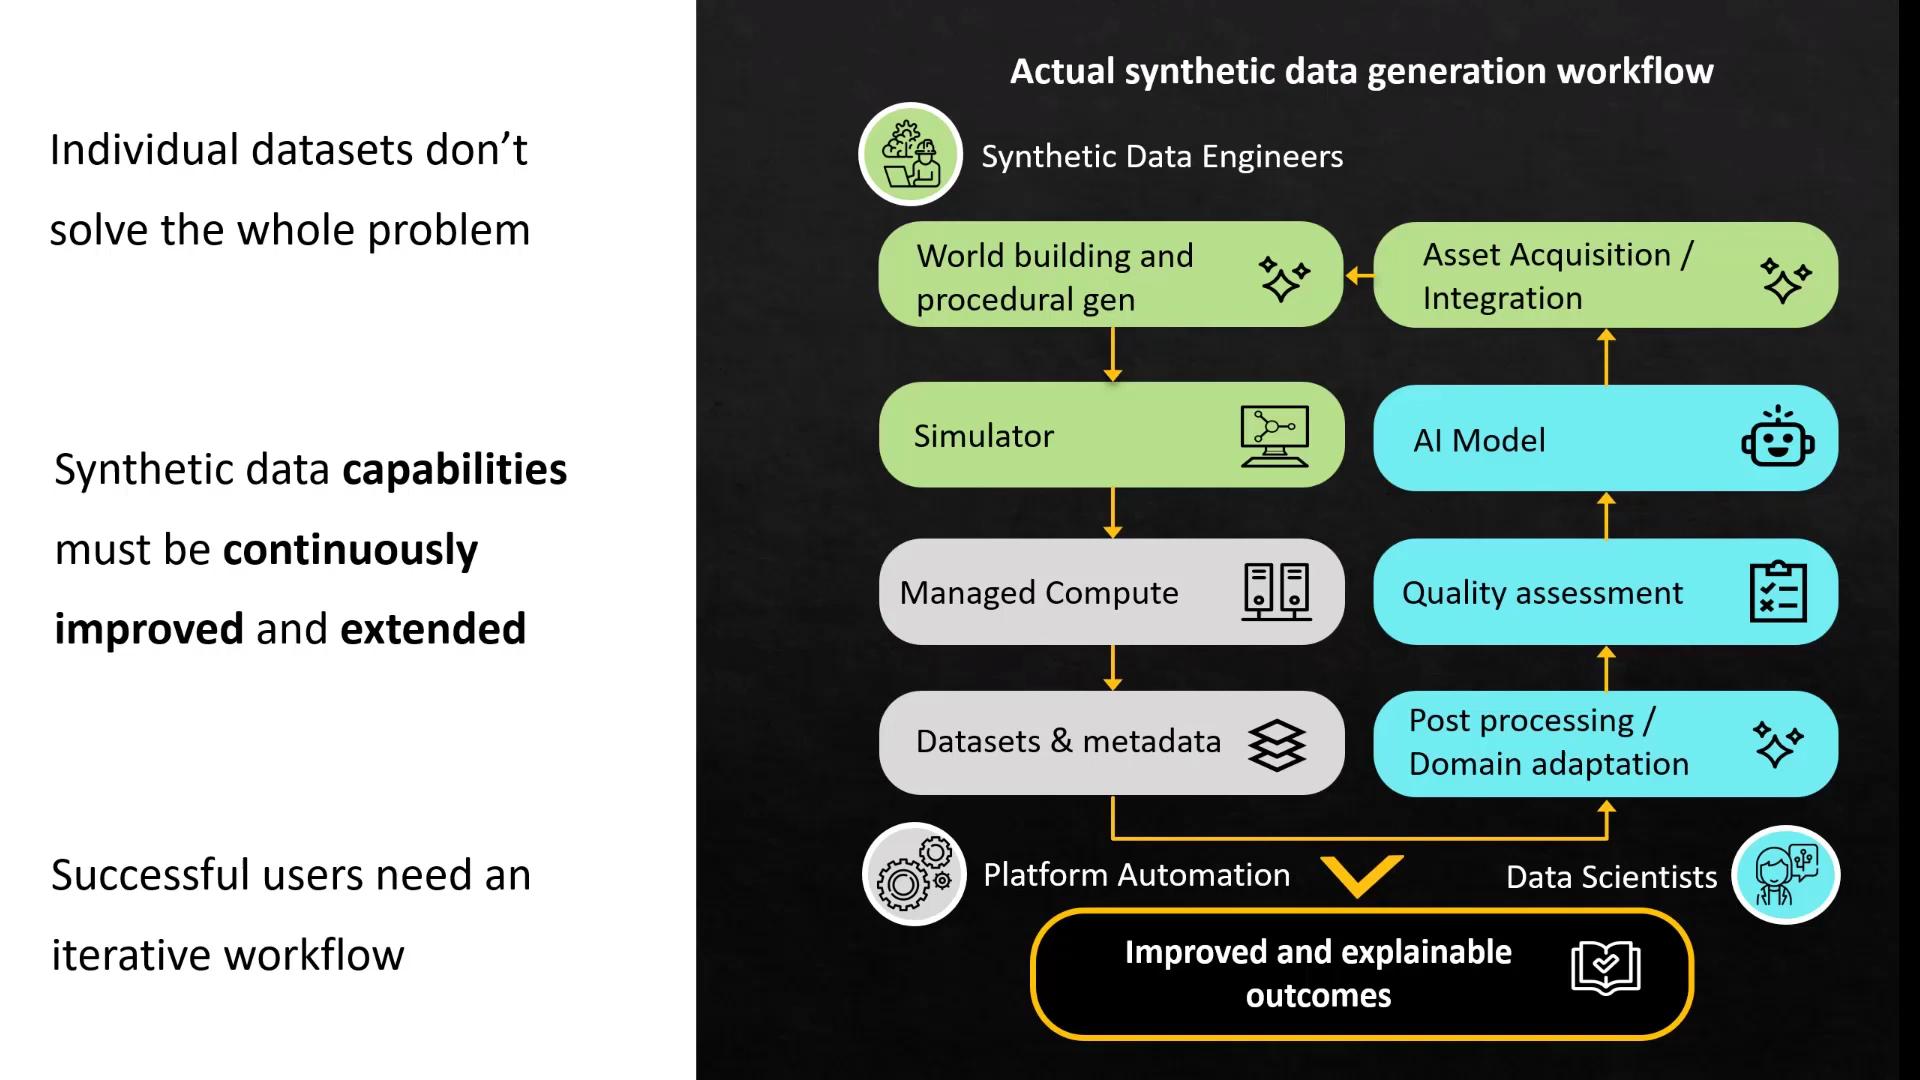 Individual datasets don’t
solve the whole problem
Synthetic data capabilities
must be continuously
improved and extended
Successful users need an
iterative workflow
Actual synthetic data generation workflow
Synthetic Data Engineers
World building and
procedural gen
Asset Acquisition /
Integration
Simulator
AI Model
Managed Compute
Quality assessment
Datasets & metadata
Post processing /
Domain adaptation
Platform Automation
Data Scientists
Improved and explainable
outcomes